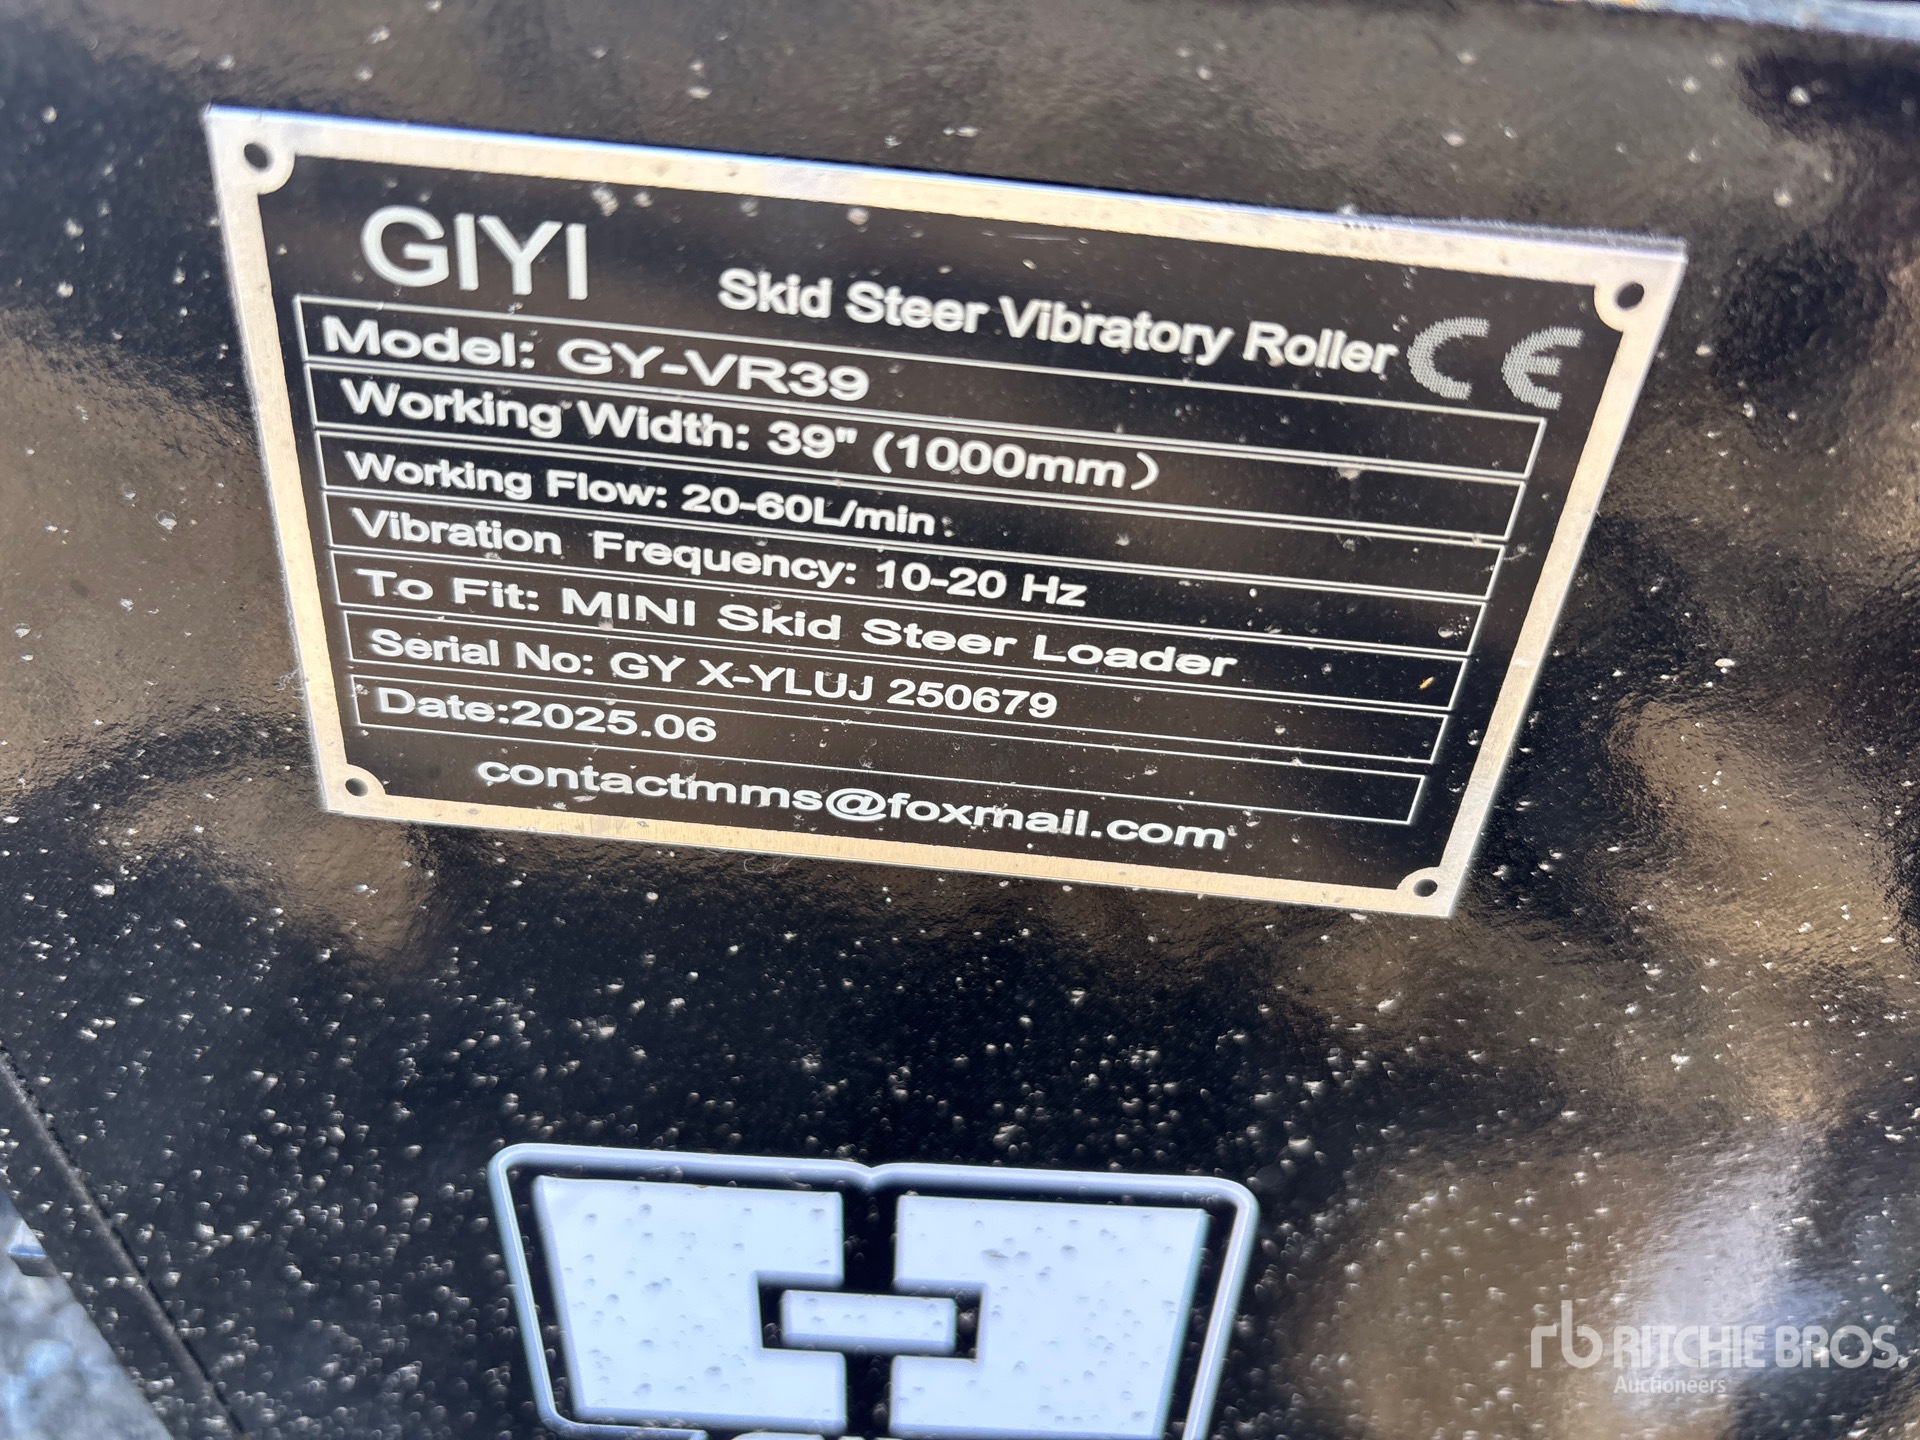 GIYI Skid Steer Vibratory Roller CE
Model: GY-VR39
Working Width: 39" (1000mm)
Working Flow: 20-60L/min
Vibration Frequency: 10-20 Hz
To Fit: MINI Skid Steer Loader
Serial No: GY X-YLUJ 250679
Date:2025.06
contactmms@foxmail.com
rb RITCHIE BROS.
Auctioneers